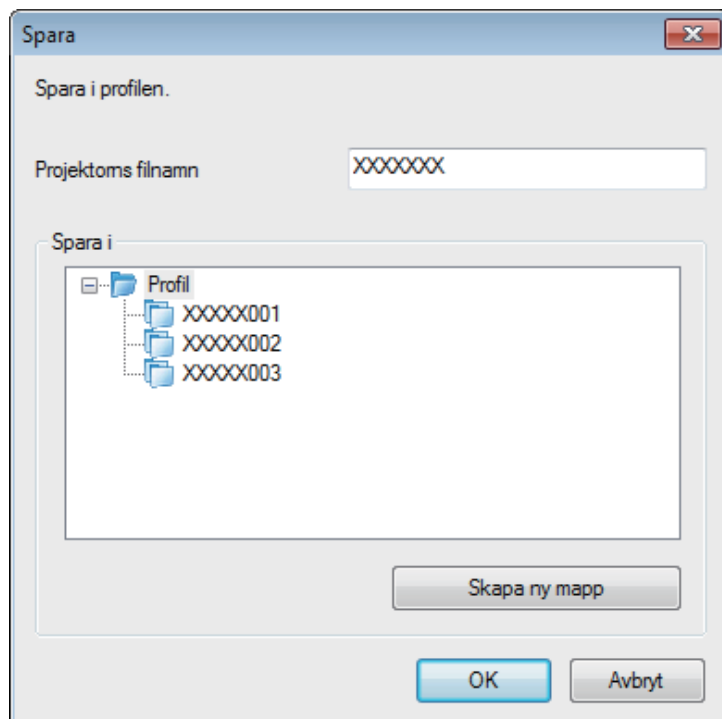 Spara
Spara i profilen.
Projektorns filnamn XXXXXXX
Spara i
Profil
XXXXX001
XXXXX002
XXXXX003
Skapa ny mapp
OK Avbryt